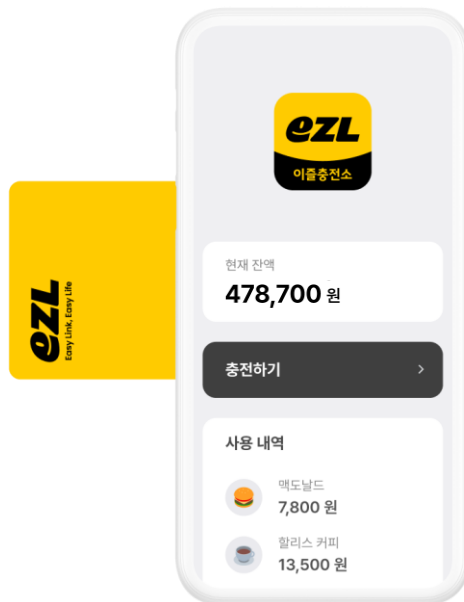 ezl
이즐충전소
ezl
Easy Link, Easy Life
현재 잔액
478,700 원
충전하기
사용 내역
맥도날드
7,800 원
할리스 커피
13,500 원